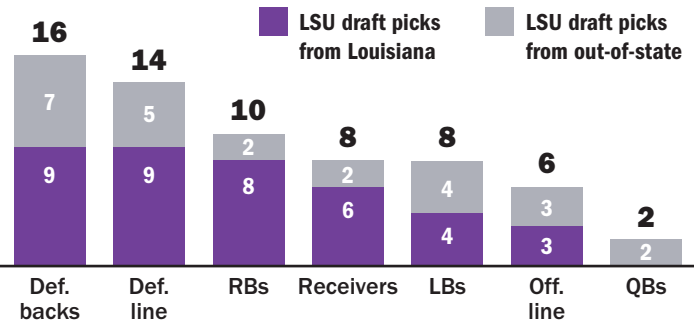 LSU draft picks
from Louisiana
LSU draft picks
from out-of-state
16
7
9
14
5
9
10
2
8
8
2
6
8
4
4
6
3
3
2
2
Def.
backs
Def.
line
RBs
Receivers
LBs
Off.
line
QBs